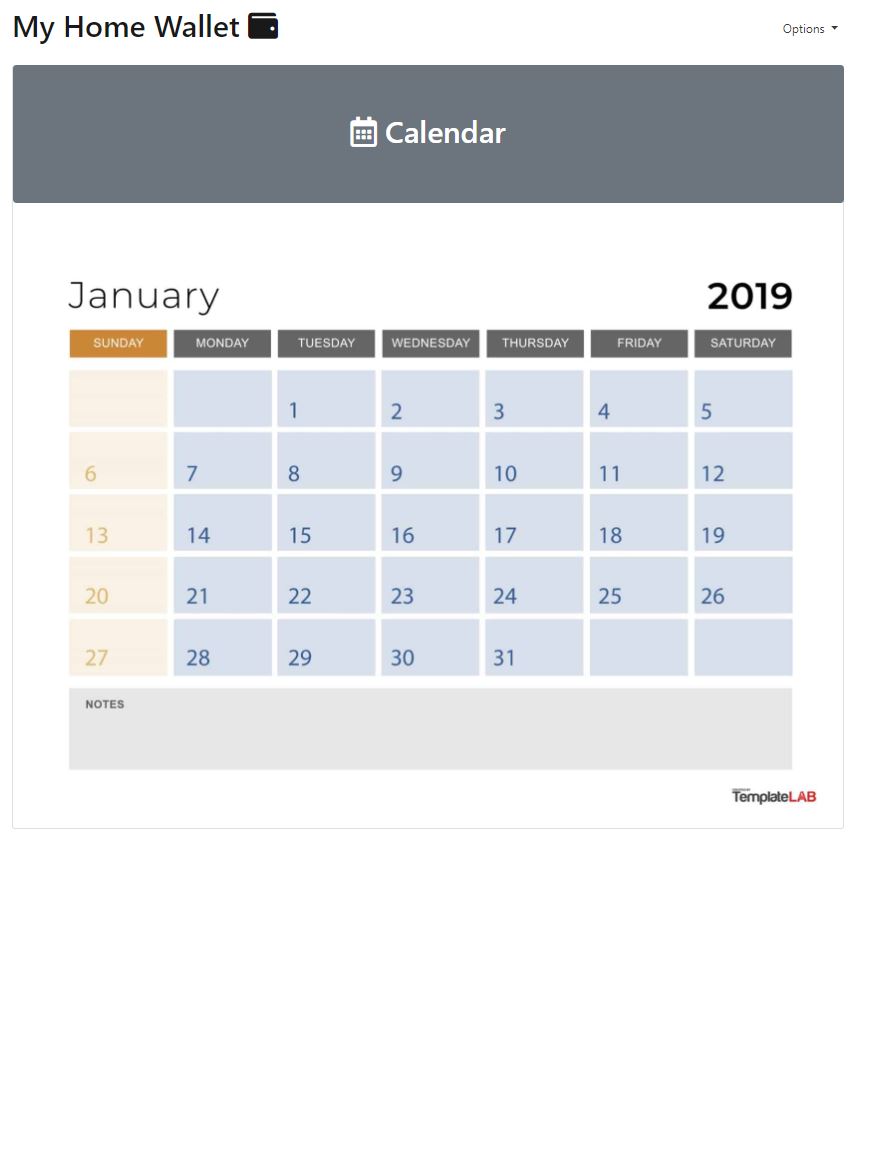 My Home Wallet
Options
Calendar
January 2019
SUNDAY MONDAY TUESDAY WEDNESDAY THURSDAY FRIDAY SATURDAY
1 2 3 4 5
6 7 8 9 10 11 12
13 14 15 16 17 18 19
20 21 22 23 24 25 26
27 28 29 30 31
NOTES
TemplateLAB